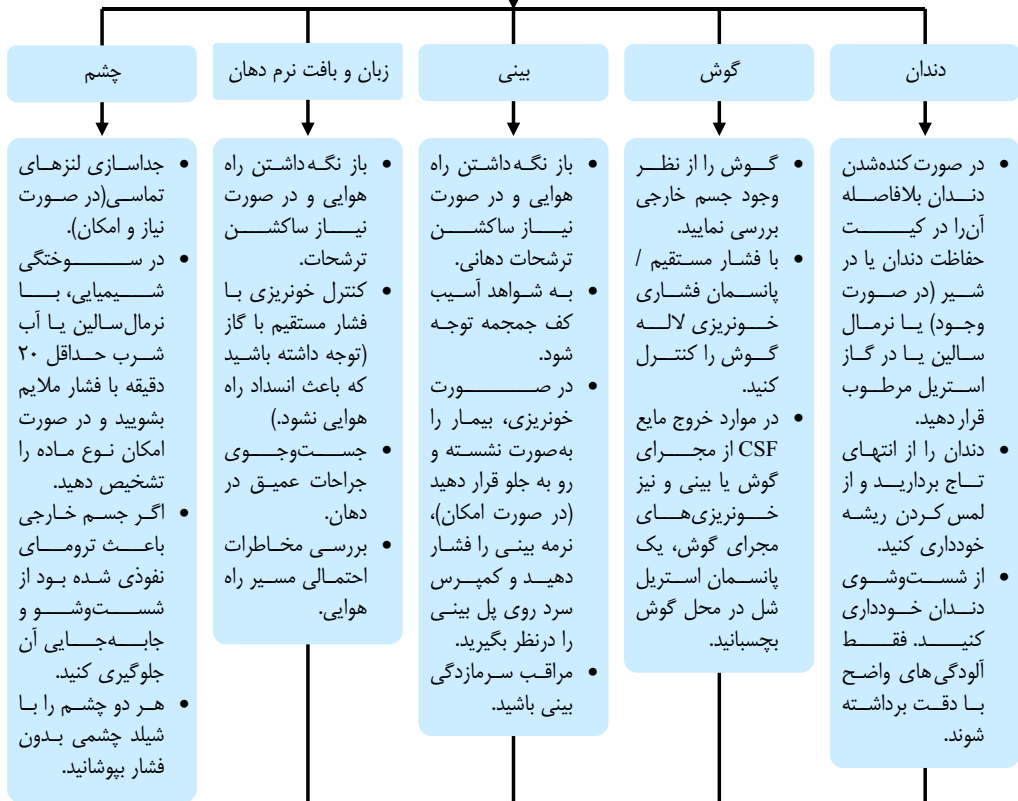 دندان
گوش
بینی
زبان و بافت نرم دهان
چشم
• در صورت کنده‌شدن
دندان بلافاصله
آن‌را در کیت
حفاظت دندان یا در
شیر (در صورت
وجود) یا نرمال
سالین یا در گاز
استریل مرطوب
قرار دهید.
• دندان را از انتهای
تاج بردارید و از
لمس کردن ریشه
خودداری کنید.
• از شست‌وشوی
دندان خودداری
کنید. فقط
آلودگی‌های واضح
با دقت برداشته
شوند.
• گوش را از نظر
وجود جسم خارجی
بررسی نمایید.
• با فشار مستقیم /
پانسمان فشاری
خونریزی لاله
گوش را کنترل
کنید.
• در موارد خروج مایع
CSF از مجرای
گوش یا بینی و نیز
خونریزی‌های
مجرای گوش، یک
پانسمان استریل
شل در محل گوش
بچسبانید.
• باز نگه‌داشتن راه
هوایی و در صورت
نیاز ساکشن
ترشحات دهانی.
• به شواهد آسیب
کف جمجمه توجه
شود.
• در صورت
خونریزی، بیمار را
به‌صورت نشسته و
رو به جلو قرار دهید
(در صورت امکان)،
نرمه بینی را فشار
دهید و کمپرس
سرد روی پل بینی
را درنظر بگیرید.
• مراقب سرمازدگی
بینی باشید.
• باز نگه‌داشتن راه
هوایی و در صورت
نیاز ساکشن
ترشحات.
• کنترل خونریزی با
فشار مستقیم با گاز
(توجه داشته باشید
که باعث انسداد راه
هوایی نشود.)
• جست‌وجوی
جراحات عمیق در
دهان.
• بررسی مخاطرات
احتمالی مسیر راه
هوایی.
• جداسازی لنزهای
تماسی(در صورت
نیاز و امکان).
• در سوختگی
شیمیایی، با
نرمال‌سالین یا آب
شرب حداقل ۲۰
دقیقه با فشار ملایم
بشویید و در صورت
امکان نوع ماده را
تشخیص دهید.
• اگر جسم خارجی
باعث ترومای
نفوذی شده بود از
شست‌وشو و
جابه‌جایی آن
جلوگیری کنید.
• هر دو چشم را با
شیلد چشمی بدون
فشار بپوشانید.